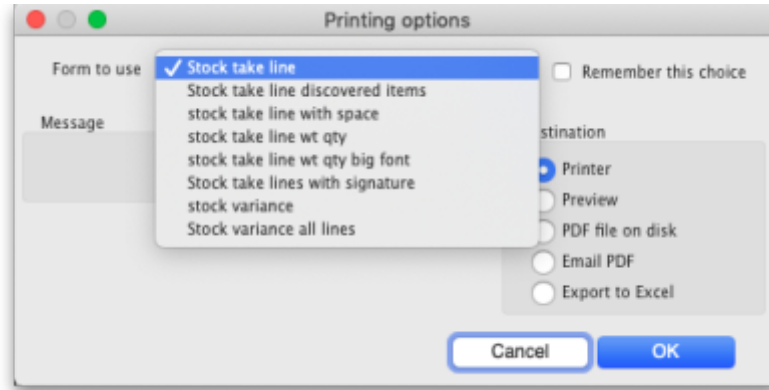 Printing options
Form to use
✓ Stock take line
Stock take line discovered items
stock take line with space
stock take line wt qty
stock take line wt qty big font
Stock take lines with signature
stock variance
Stock variance all lines
Remember this choice
Message
stination
Printer
Preview
PDF file on disk
Email PDF
Export to Excel
Cancel
OK